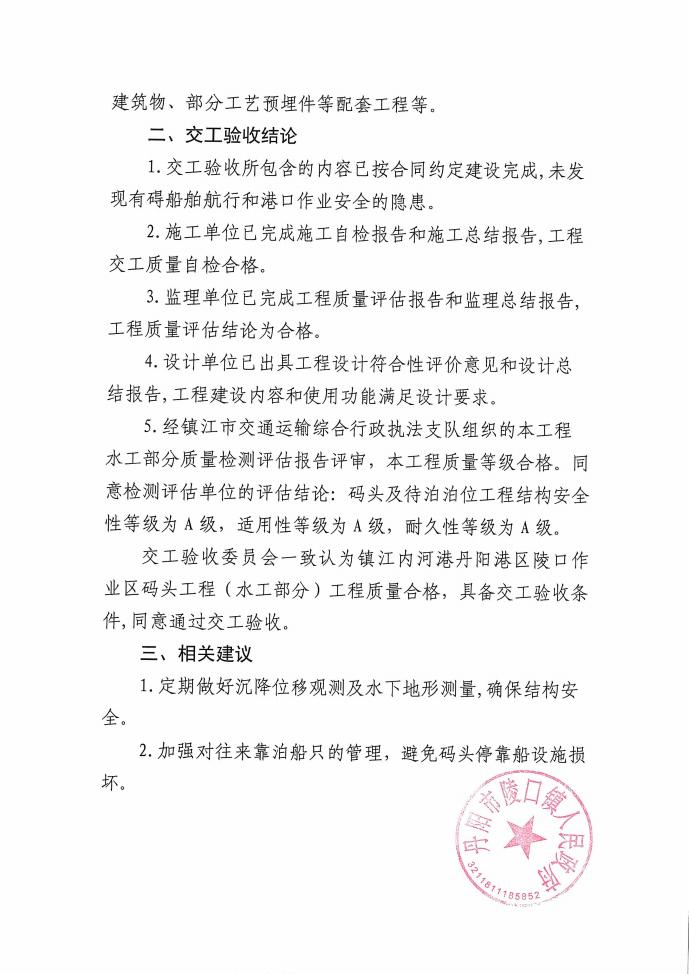 建筑物、部分工艺预埋件等配套工程等。
二、交工验收结论
1.交工验收所包含的内容已按合同约定建设完成,未发
现有碍船舶航行和港口作业安全的隐患。
2.施工单位已完成施工自检报告和施工总结报告,工程
交工质量自检合格。
3.监理单位已完成工程质量评估报告和监理总结报告,
工程质量评估结论为合格。
4.设计单位已出具工程设计符合性评价意见和设计总
结报告,工程建设内容和使用功能满足设计要求。
5.经镇江市交通运输综合行政执法支队组织的本工程
水工部分质量检测评估报告评审，本工程质量等级合格。同
意检测评估单位的评估结论：码头及待泊泊位工程结构安全
性等级为 A 级，适用性等级为 A 级，耐久性等级为 A 级。
交工验收委员会一致认为镇江内河港丹阳港区陵口作
业区码头工程（水工部分）工程质量合格，具备交工验收条
件,同意通过交工验收。
三、相关建议
1.定期做好沉降位移观测及水下地形测量,确保结构安
全。
2.加强对往来靠泊船只的管理，避免码头停靠船设施损
坏。
丹阳市陵口镇人民政府
3211811185852